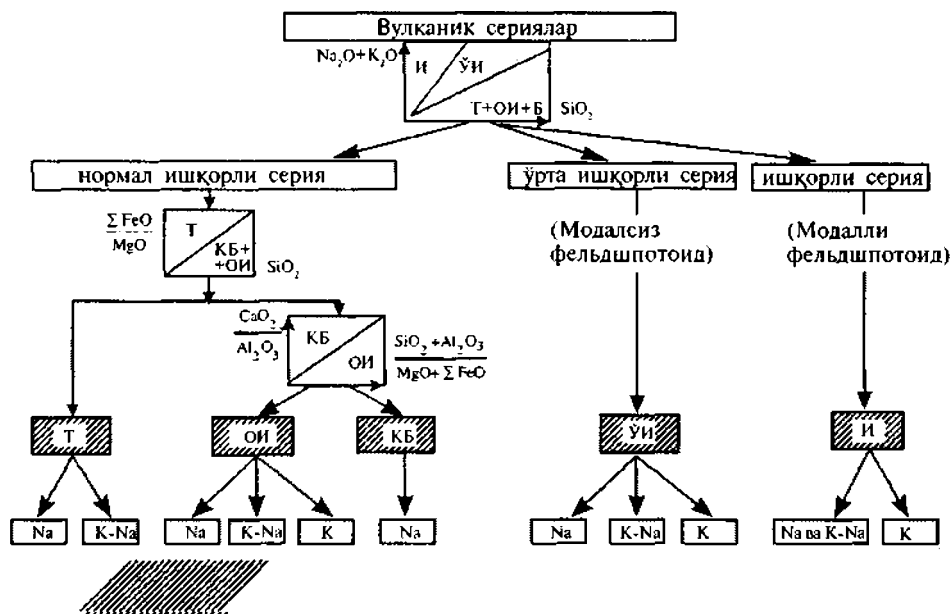 Вулканик сериялар
Na₂O+K₂O
И
ЎИ
Т+ОИ+Б
SiO₂
нормал ишқорли серия
ўрта ишқорли серия
ишқорли серия
∑ FeO
MgO
Т
КБ+
+ОИ
SiO₂
(Модалсиз
фельдшпотоид)
(Модалли
фельдшпотоид)
CaO₂
Al₂O₃
КБ
ОИ
SiO₂+Al₂O₃
MgO+ ∑ FeO
Т
ОИ
КБ
ЎИ
И
Na
K-Na
Na
K-Na
K
Na
Na
K-Na
K
Na ва K-Na
K